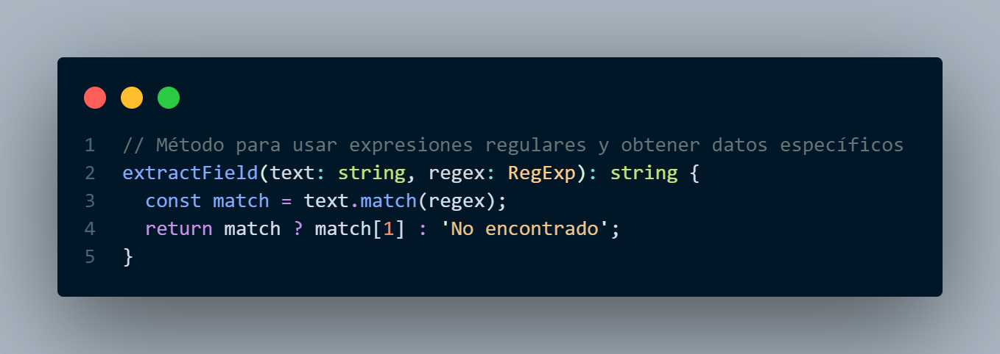 1 // Método para usar expresiones regulares y obtener datos específicos
2 extractField(text: string, regex: RegExp): string {
3 const match = text.match(regex);
4 return match ? match[1] : 'No encontrado';
5 }